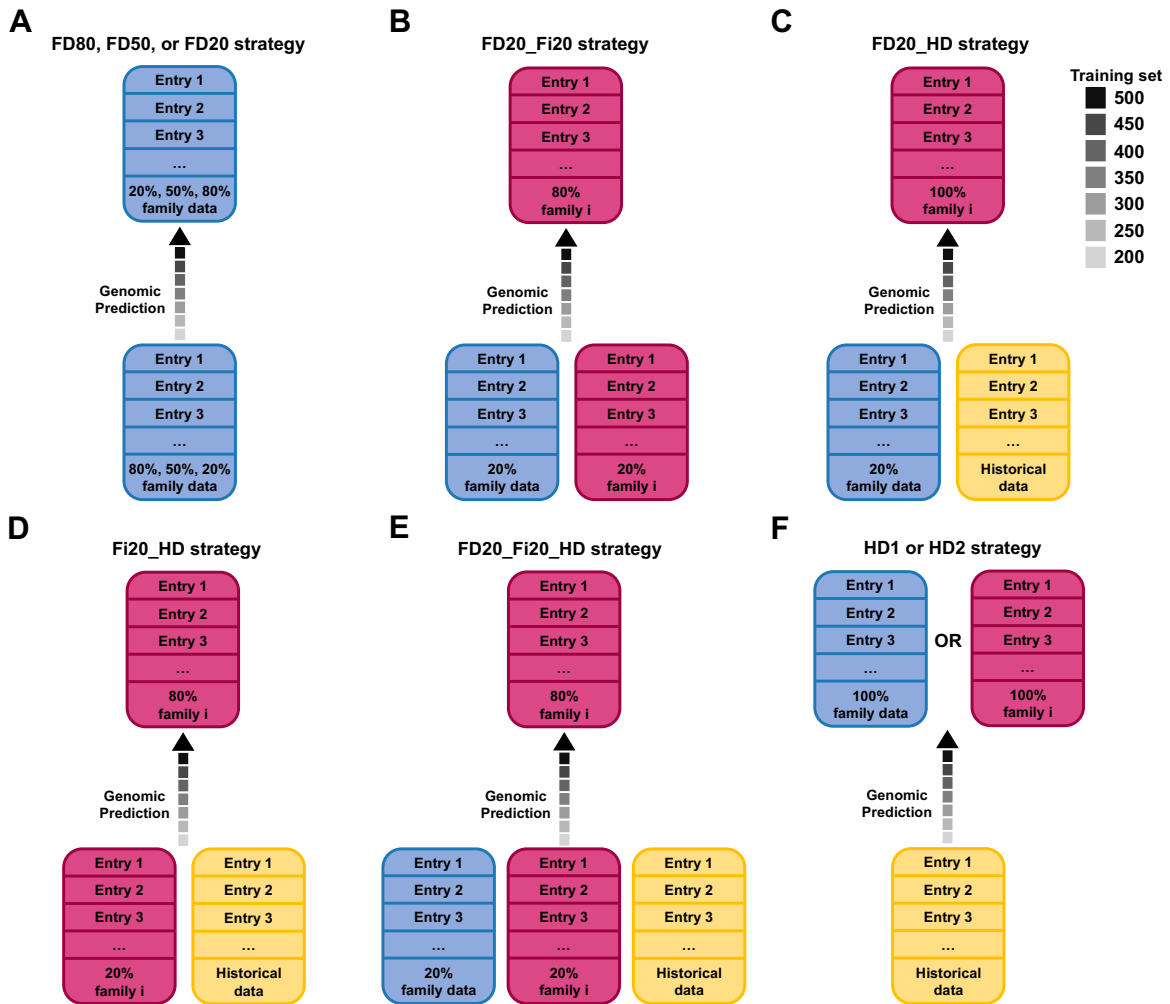 A
FD80, FD50, or FD20 strategy
Entry 1
Entry 2
Entry 3
...
20%, 50%, 80%
family data
Genomic
Prediction
Entry 1
Entry 2
Entry 3
...
80%, 50%, 20%
family data
B
FD20_Fi20 strategy
Entry 1
Entry 2
Entry 3
...
80%
family i
Genomic
Prediction
Entry 1
Entry 2
Entry 3
...
20%
family data
Entry 1
Entry 2
Entry 3
...
20%
family i
C
FD20_HD strategy
Entry 1
Entry 2
Entry 3
...
100%
family i
Genomic
Prediction
Entry 1
Entry 2
Entry 3
...
20%
family data
Entry 1
Entry 2
Entry 3
...
Historical
data
Training set
500
450
400
350
300
250
200
D
Fi20_HD strategy
Entry 1
Entry 2
Entry 3
...
80%
family i
Genomic
Prediction
Entry 1
Entry 2
Entry 3
...
20%
family i
Entry 1
Entry 2
Entry 3
...
Historical
data
E
FD20_Fi20_HD strategy
Entry 1
Entry 2
Entry 3
...
80%
family i
Genomic
Prediction
Entry 1
Entry 2
Entry 3
...
20%
family data
Entry 1
Entry 2
Entry 3
...
20%
family i
Entry 1
Entry 2
Entry 3
...
Historical
data
F
HD1 or HD2 strategy
Entry 1
Entry 2
Entry 3
...
100%
family data
OR
Entry 1
Entry 2
Entry 3
...
100%
family i
Genomic
Prediction
Entry 1
Entry 2
Entry 3
...
Historical
data